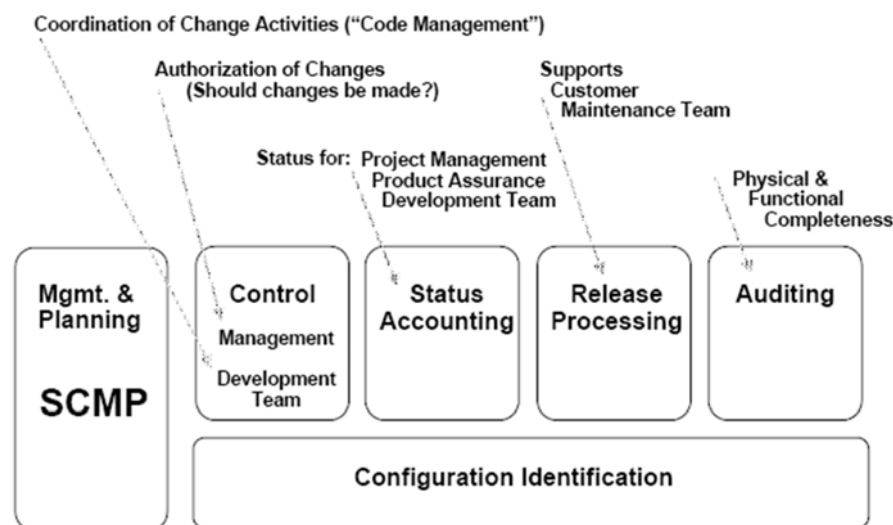 Coordination of Change Activities (“Code Management”)
Authorization of Changes
(Should changes be made?)
Supports
Customer
Maintenance Team
Status for: Project Management
Product Assurance
Development Team
Physical &
Functional
Completeness
Mgmt. &
Planning
SCMP
Control
Management
Development
Team
Status
Accounting
Release
Processing
Auditing
Configuration Identification